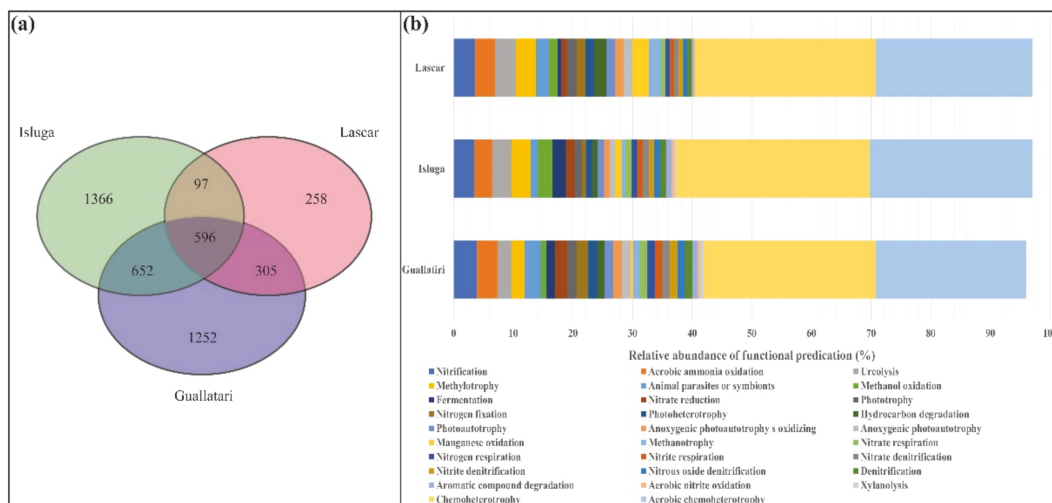 (a)
Isluga
Lascar
1366
97
258
596
652
305
1252
Guallatari
(b)
Lascar
Isluga
Guallatiri
0 10 20 30 40 50 60 70 80 90 10
Relative abundance of functional predication (%)
Nitrification Aerobic ammonia oxidation Ureolysis
Methylotrophy Animal parasites or symbionts Methanol oxidation
Fermentation Nitrate reduction Phototrophy
Nitrogen fixation Photoheterotrophy Hydrocarbon degradation
Photoautotrophy Anoxygenic photoautotrophy s oxidizing Anoxygenic photoautotrophy
Manganese oxidation Methanotrophy Nitrate respiration
Nitrogen respiration Nitrite respiration Nitrate denitrification
Nitrite denitrification Nitrous oxide denitrification Denitrification
Aromatic compound degradation Aerobic nitrite oxidation Xylanolysis
Chemoheterotrophy Aerobic chemoheterotrophy